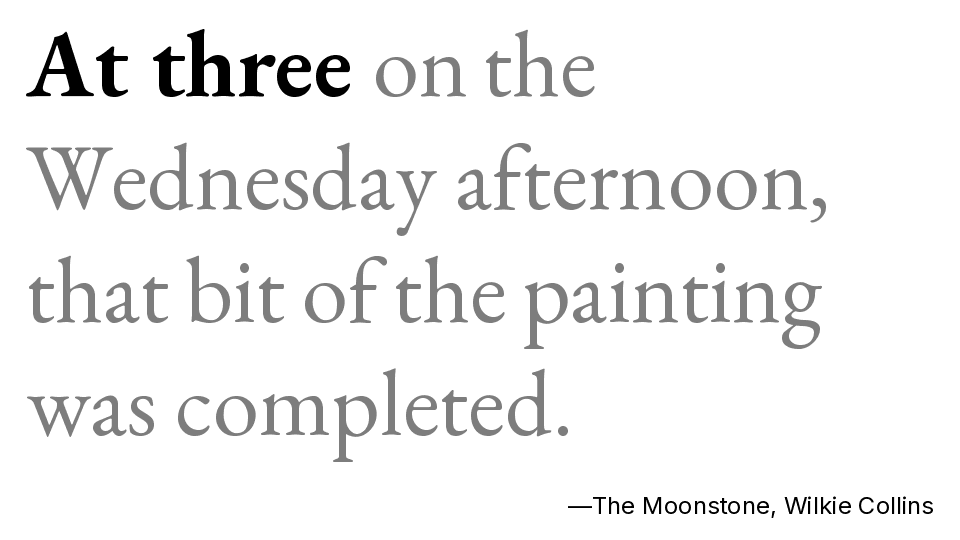 At three on the
Wednesday afternoon,
that bit of the painting
was completed.
—The Moonstone, Wilkie Collins